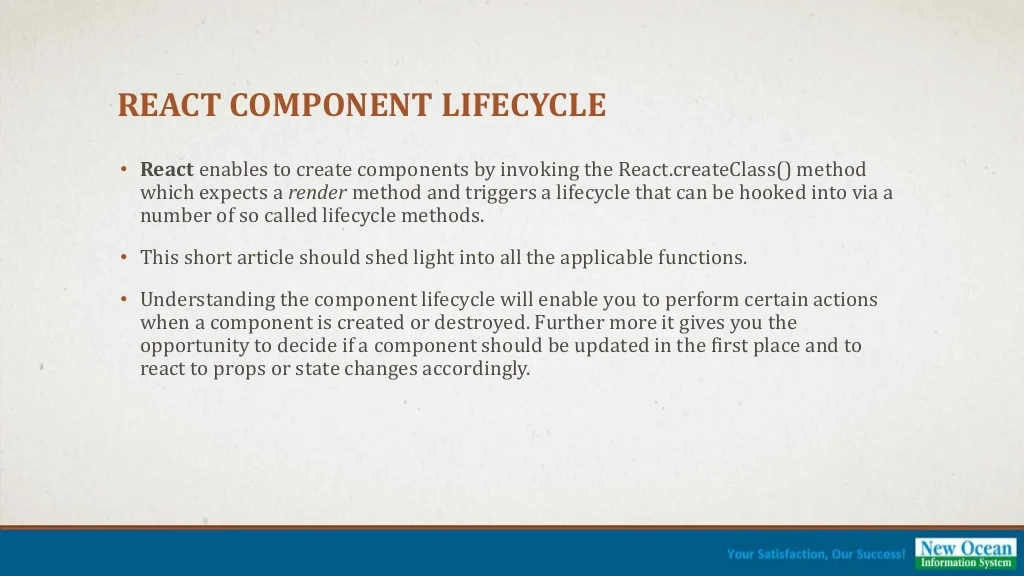 REACT COMPONENT LIFECYCLE
• React enables to create components by invoking the React.createClass() method
which expects a render method and triggers a lifecycle that can be hooked into via a
number of so called lifecycle methods.
• This short article should shed light into all the applicable functions.
• Understanding the component lifecycle will enable you to perform certain actions
when a component is created or destroyed. Further more it gives you the
opportunity to decide if a component should be updated in the first place and to
react to props or state changes accordingly.
Your Satisfaction, Our Success!
New Ocean
Information System